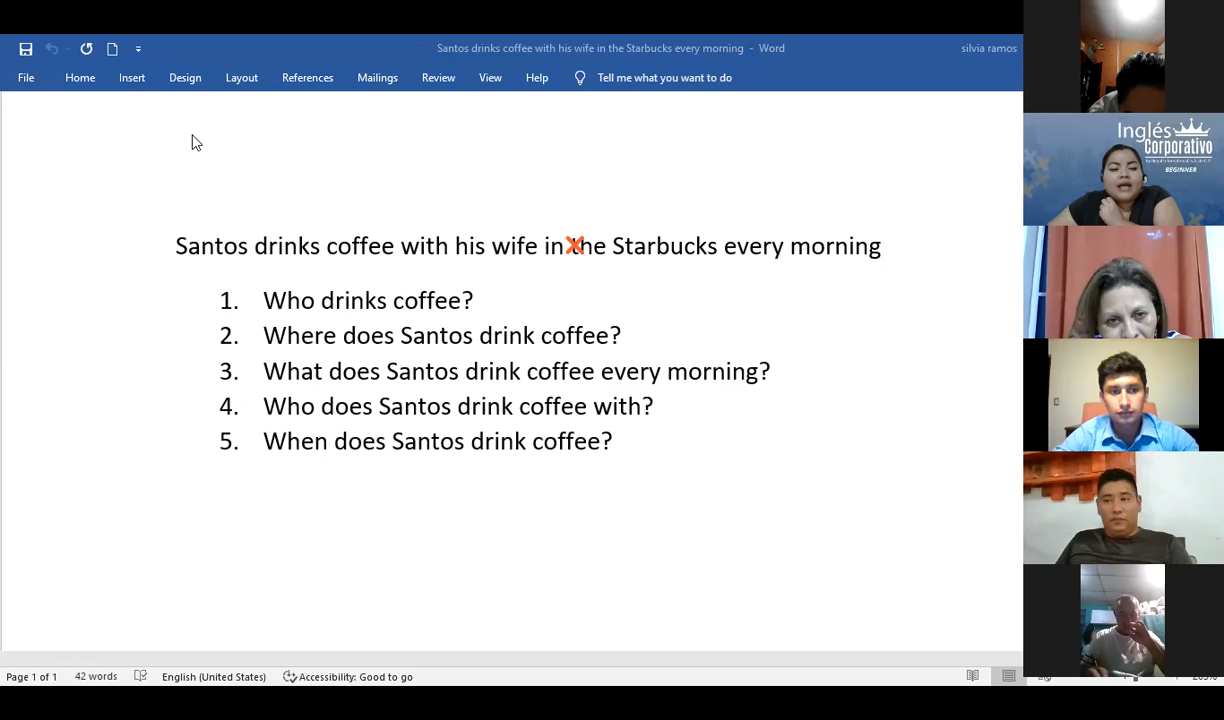 Santos drinks coffee with his wife in the Starbucks every morning - Word
silvia ramos
File Home Insert Design Layout References Mailings Review View Help Tell me what you want to do
Inglés
Corporativo
BEGINNER
Santos drinks coffee with his wife in the Starbucks every morning
1. Who drinks coffee?
2. Where does Santos drink coffee?
3. What does Santos drink coffee every morning?
4. Who does Santos drink coffee with?
5. When does Santos drink coffee?
Page 1 of 1 42 words English (United States) Accessibility: Good to go